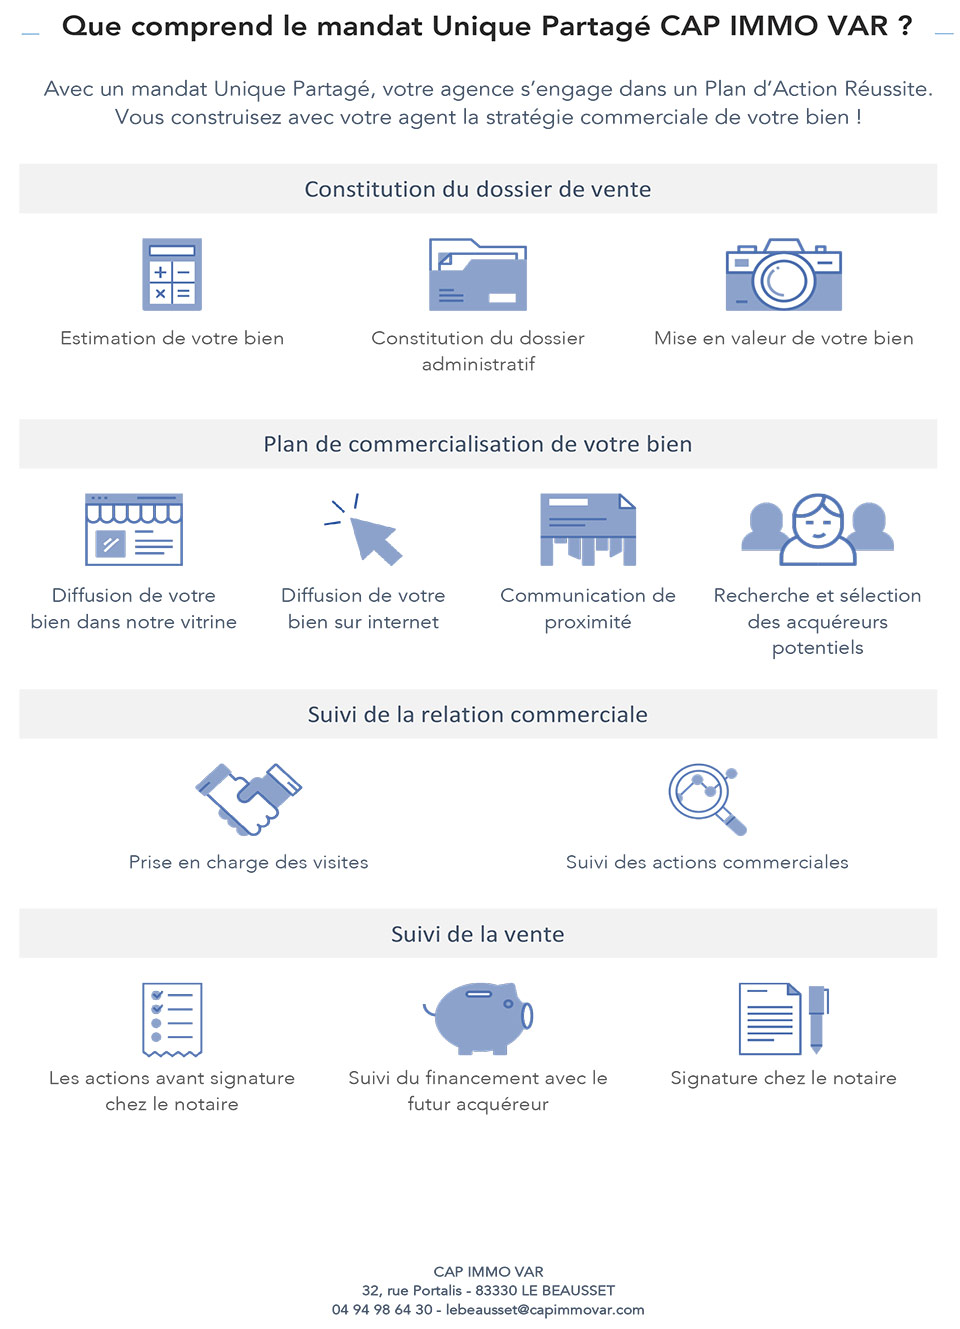 Que comprend le mandat Unique Partagé CAP IMMO VAR ?
Avec un mandat Unique Partagé, votre agence s'engage dans un Plan d'Action Réussite.
Vous construisez avec votre agent la stratégie commerciale de votre bien !
Constitution du dossier de vente
Estimation de votre bien
Constitution du dossier
administratif
Mise en valeur de votre bien
Plan de commercialisation de votre bien
Diffusion de votre
bien dans notre vitrine
Diffusion de votre
bien sur internet
Communication de
proximité
Recherche et sélection
des acquéreurs
potentiels
Suivi de la relation commerciale
Prise en charge des visites
Suivi des actions commerciales
Suivi de la vente
Les actions avant signature
chez le notaire
Suivi du financement avec le
futur acquéreur
Signature chez le notaire
CAP IMMO VAR
32, rue Portalis - 83330 LE BEAUSSET
04 94 98 64 30 - lebeausset@capimmovar.com